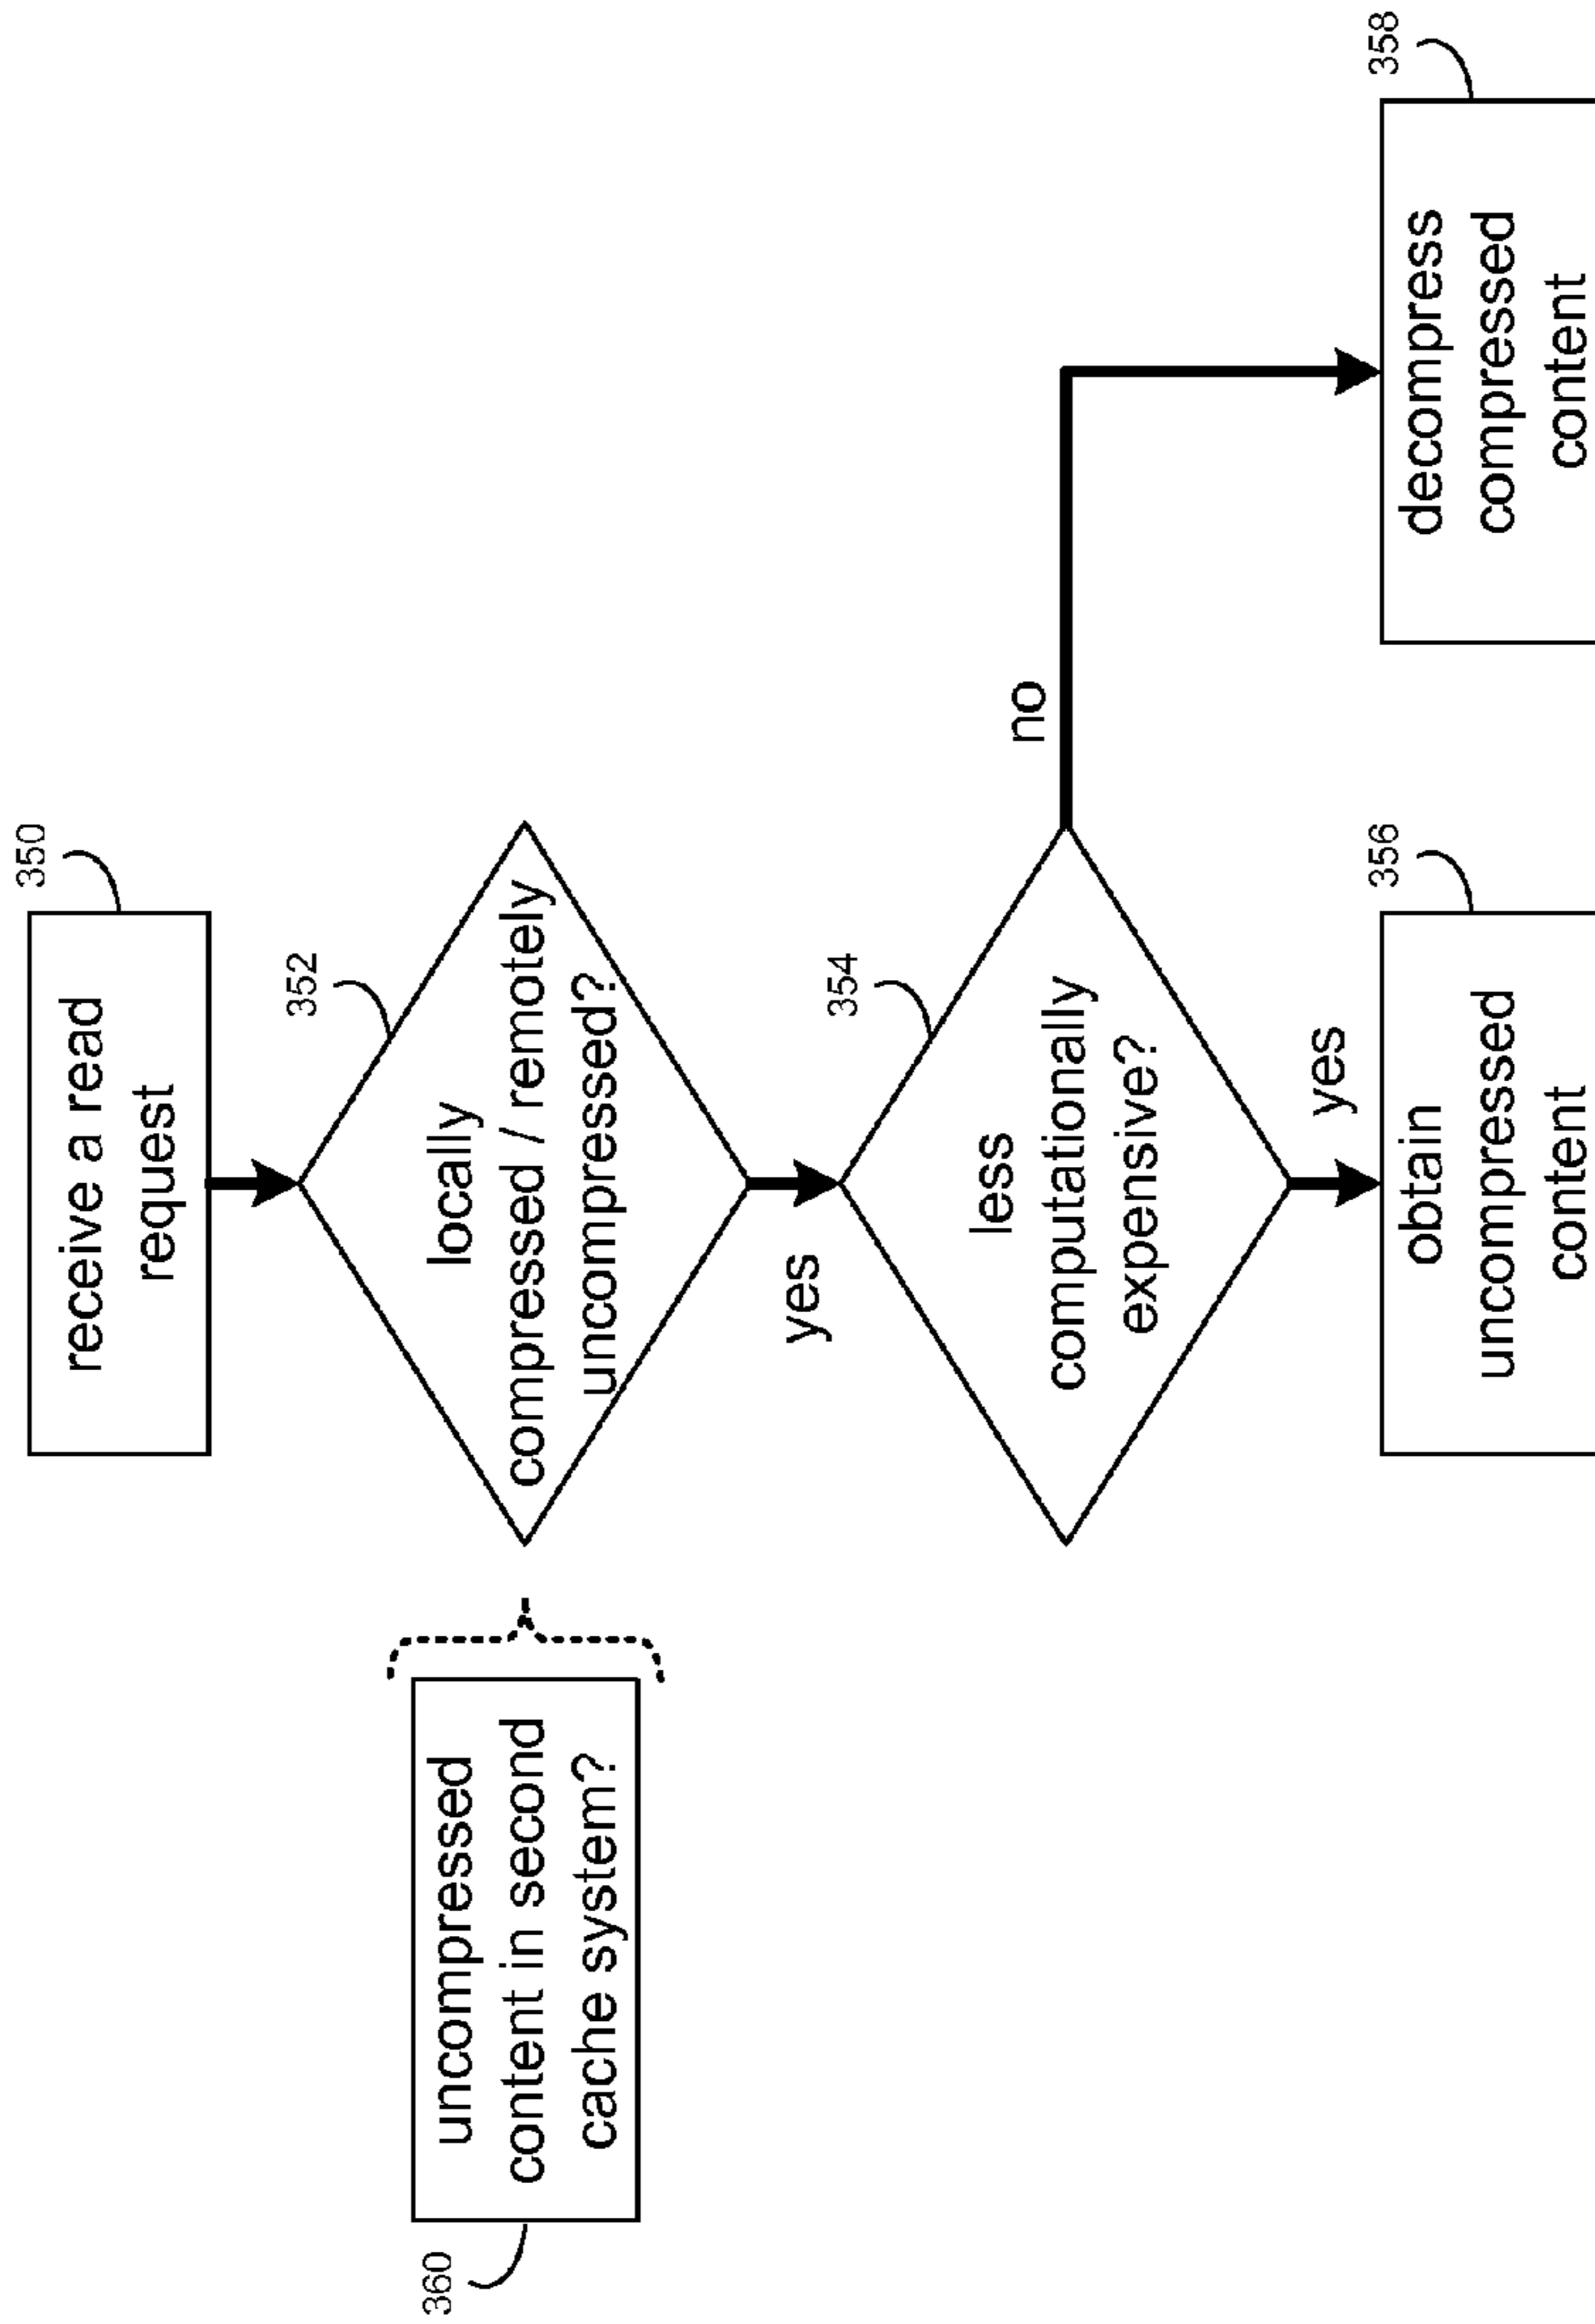 350
receive a read
request
352
locally
compressed / remotely
uncompressed?
360
uncompressed
content in second
cache system?
yes
354
less
computationally
expensive?
no
yes
356
obtain
uncompressed
content
358
decompress
compressed
content